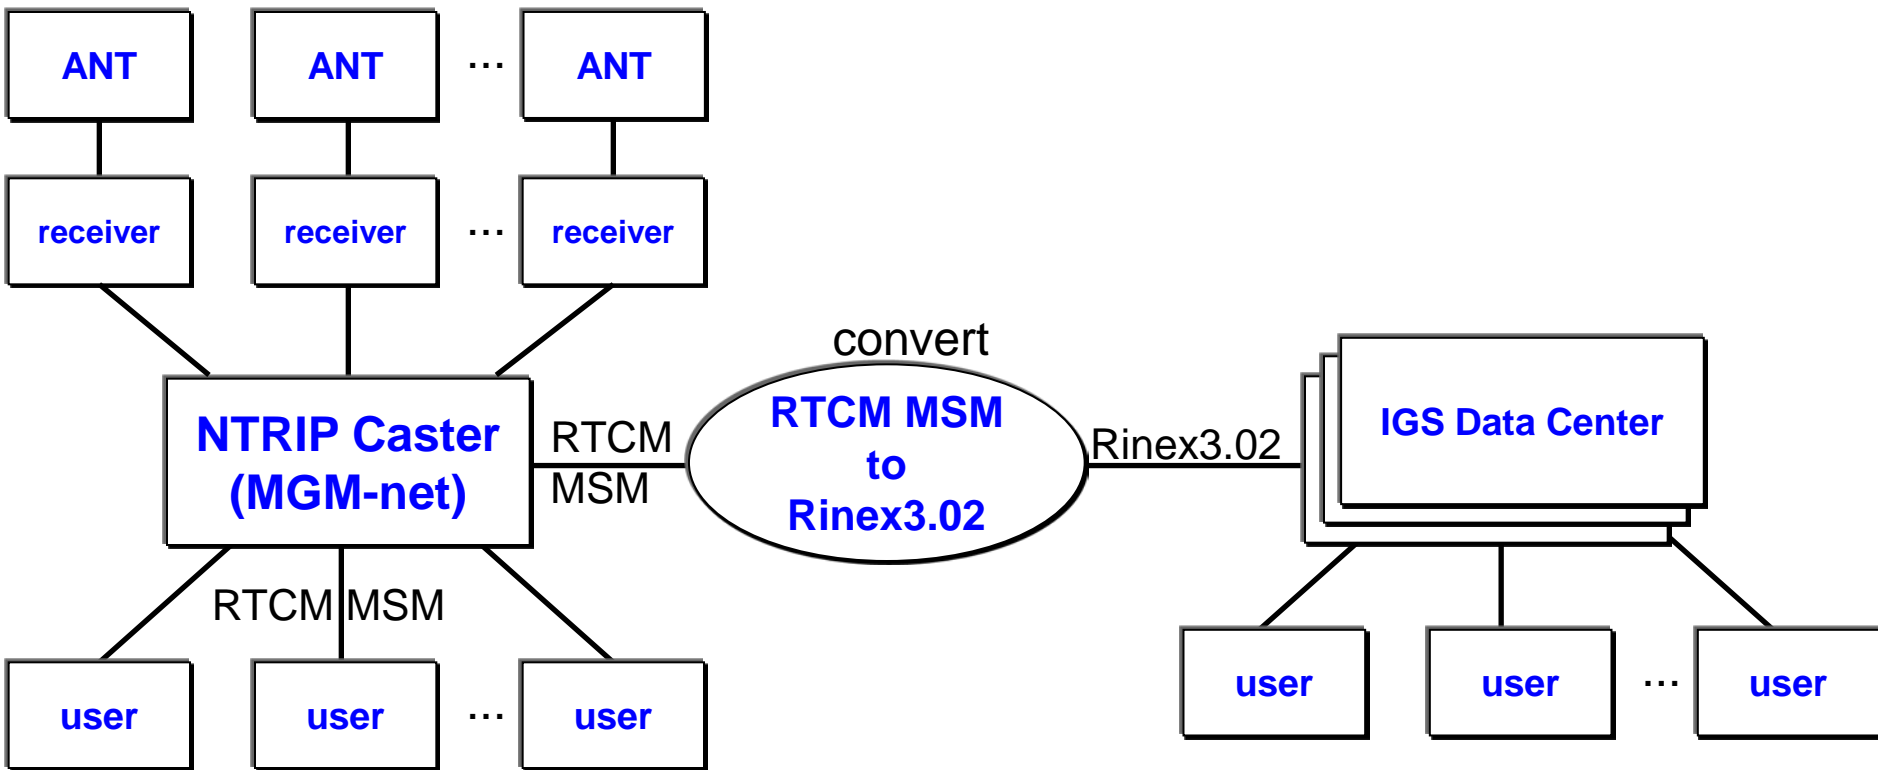 ANT ANT ... ANT
receiver receiver ... receiver
convert
NTRIP Caster
(MGM-net)
RTCM
MSM
RTCM MSM
to
Rinex3.02
Rinex3.02
IGS Data Center
RTCM MSM
user user ... user
user user ... user